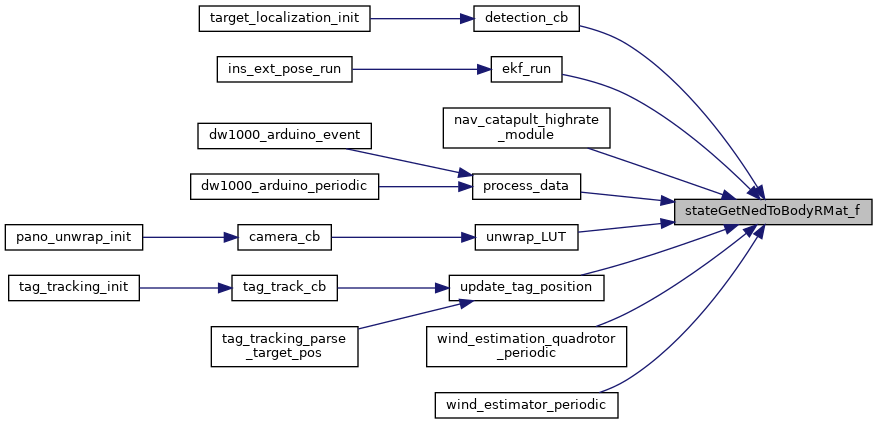 target_localization_init
detection_cb
ins_ext_pose_run
ekf_run
nav_catapult_highrate
_module
dw1000_arduino_event
dw1000_arduino_periodic
process_data
stateGetNedToBodyRMat_f
pano_unwrap_init
camera_cb
unwrap_LUT
tag_tracking_init
tag_track_cb
update_tag_position
tag_tracking_parse
_target_pos
wind_estimation_quadrotor
_periodic
wind_estimator_periodic